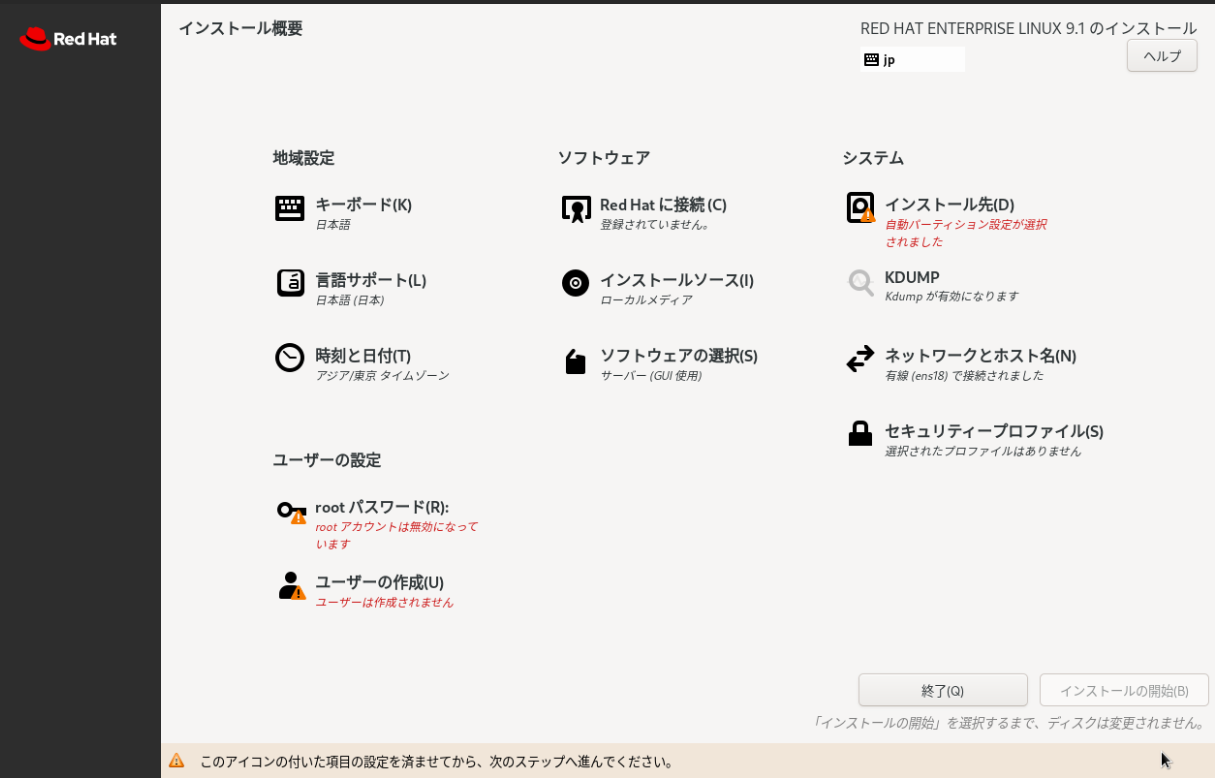 Red Hat
インストール概要
RED HAT ENTERPRISE LINUX 9.1 のインストール
jp
ヘルプ
地域設定
キーボード(K)
日本語
言語サポート(L)
日本語 (日本)
時刻と日付(T)
アジア/東京 タイムゾーン
ソフトウェア
Red Hat に接続 (C)
登録されていません。
インストールソース(I)
ローカルメディア
ソフトウェアの選択(S)
サーバー (GUI 使用)
システム
インストール先(D)
自動パーティション設定が選択
されました
KDUMP
Kdump が有効になります
ネットワークとホスト名(N)
有線 (ens18) で接続されました
セキュリティープロファイル(S)
選択されたプロファイルはありません
ユーザーの設定
root パスワード(R):
root アカウントは無効になって
います
ユーザーの作成(U)
ユーザーは作成されません
終了(Q)
インストールの開始(B)
「インストールの開始」を選択するまで、ディスクは変更されません。
このアイコンの付いた項目の設定を済ませてから、次のステップへ進んでください。